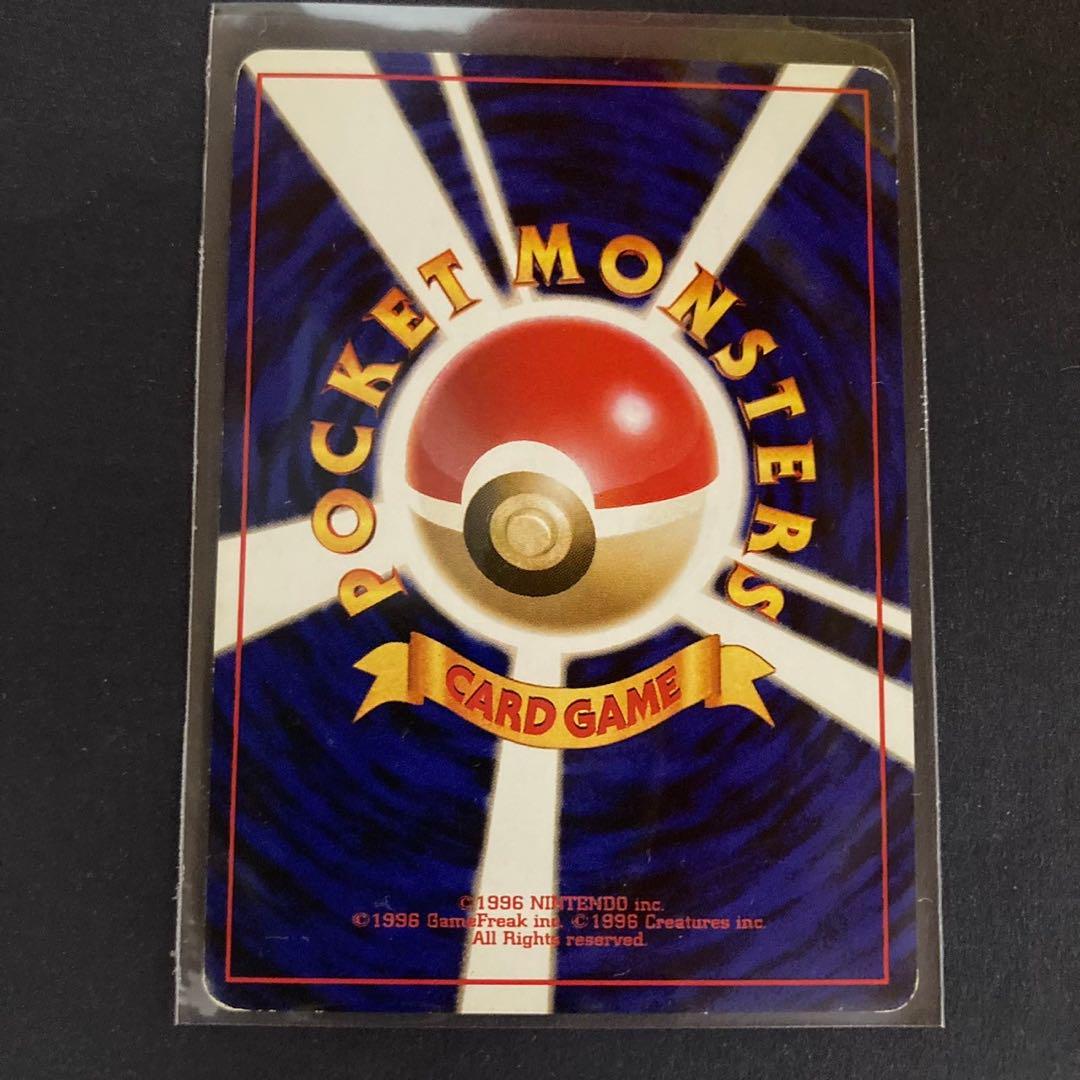 POCKET MONSTERS
CARD GAME
©1996 NINTENDO inc.
©1996 GameFreak inc. ©1996 Creatures inc.
All Rights reserved.